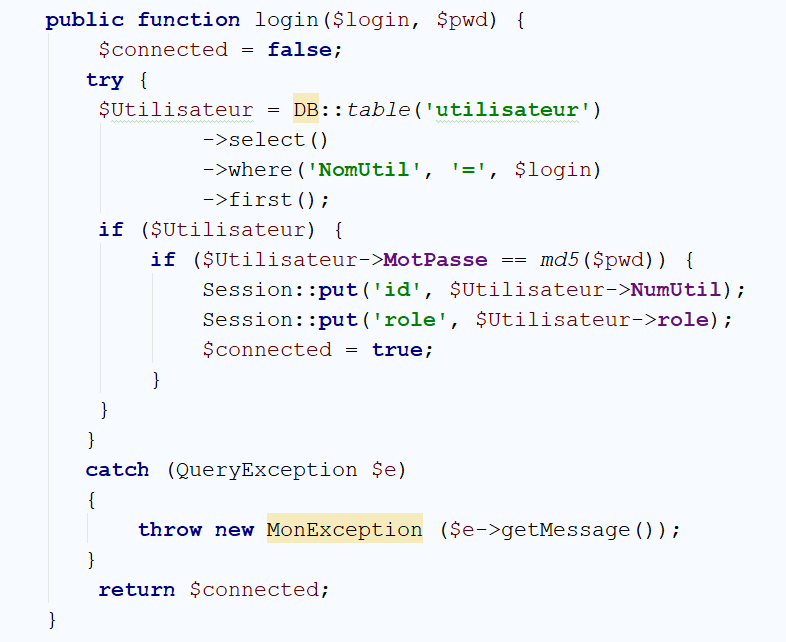 public function login($login, $pwd) {
$connected = false;
try {
$Utilisateur = DB::table('utilisateur')
->select()
->where('NomUtil', '=', $login)
->first();
if ($Utilisateur) {
if ($Utilisateur->MotPasse == md5($pwd)) {
Session::put('id', $Utilisateur->NumUtil);
Session::put('role', $Utilisateur->role);
$connected = true;
}
}
}
catch (QueryException $e)
{
throw new MonException ($e->getMessage());
}
return $connected;
}